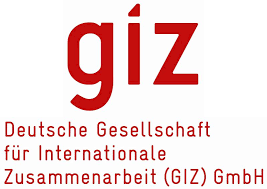 giz
Deutsche Gesellschaft
für Internationale
Zusammenarbeit (GIZ) GmbH